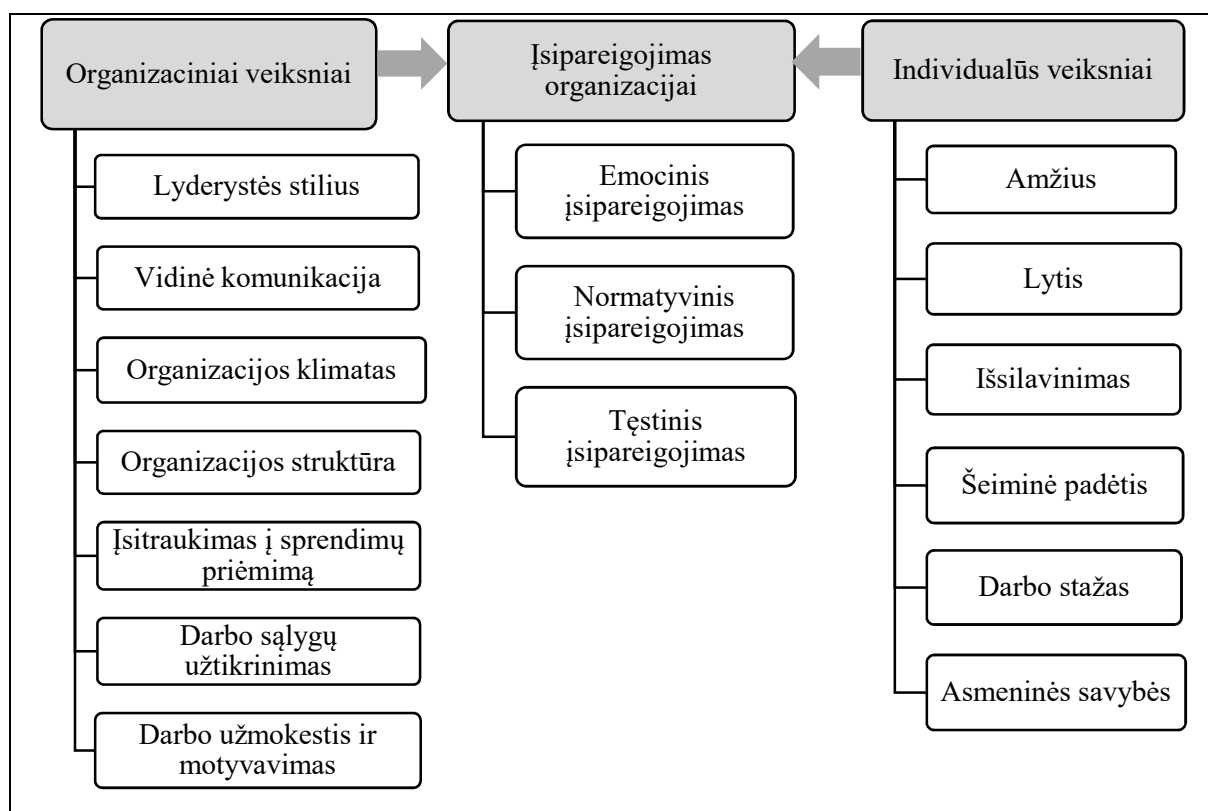 Organizaciniai veiksniai
Lyderystės stilius
Vidinė komunikacija
Organizacijos klimatas
Organizacijos struktūra
Įsitraukimas į sprendimų
priėmimą
Darbo sąlygų
užtikrinimas
Darbo užmokestis ir
motyvavimas
Įsipareigojimas
organizacijai
Emocinis
įsipareigojimas
Normatyvinis
įsipareigojimas
Tęstinis
įsipareigojimas
Individualūs veiksniai
Amžius
Lytis
Išsilavinimas
Šeiminė padėtis
Darbo stažas
Asmeninės savybės